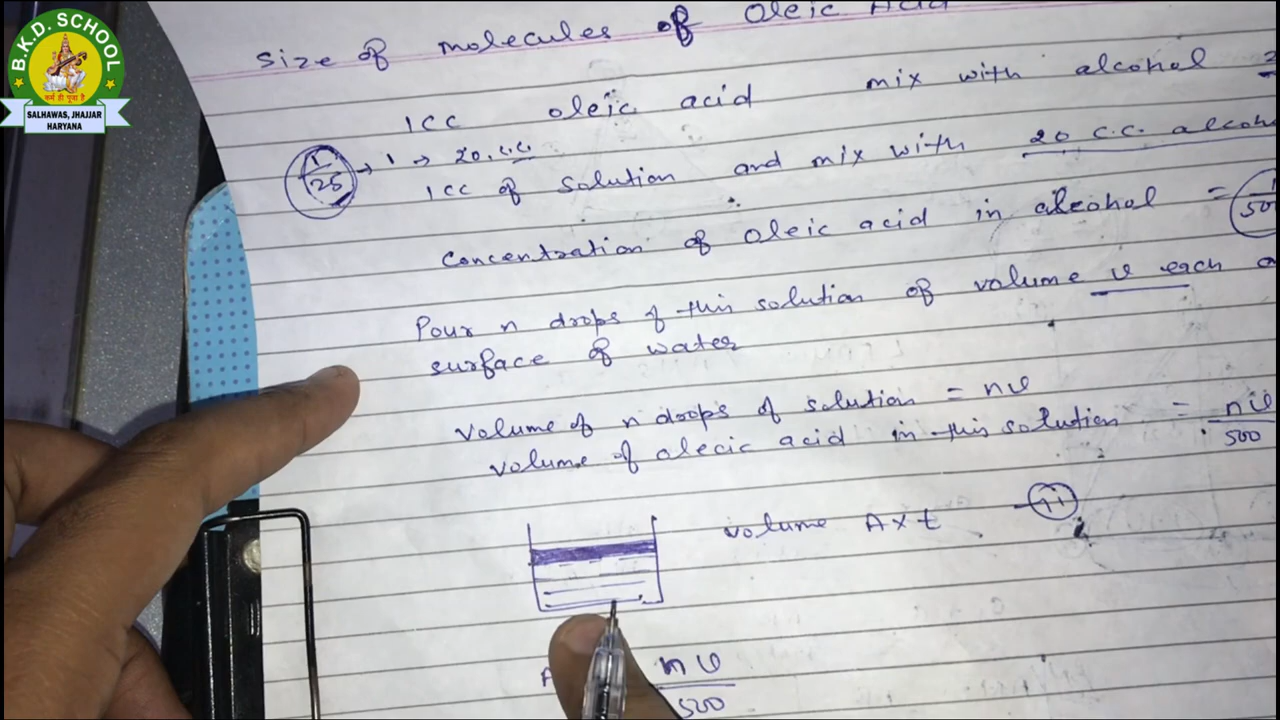 B.K.D. SCHOOL
SALHAWAS, JHAJJAR
HARYANA
size of molecules of oleic Acid
1CC oleic acid mix with alcohol
1/25 → 1 → 20.CC
1CC of solution and mix with 20 C.C. alcoho
concentration of oleic acid in alcohol = 1/500
Pour n drops of this solution of volume v each
surface of water
volume of n drops of solution = nv
volume of olecic acid in this solution = nv/500
volume A x t
A
nv/500